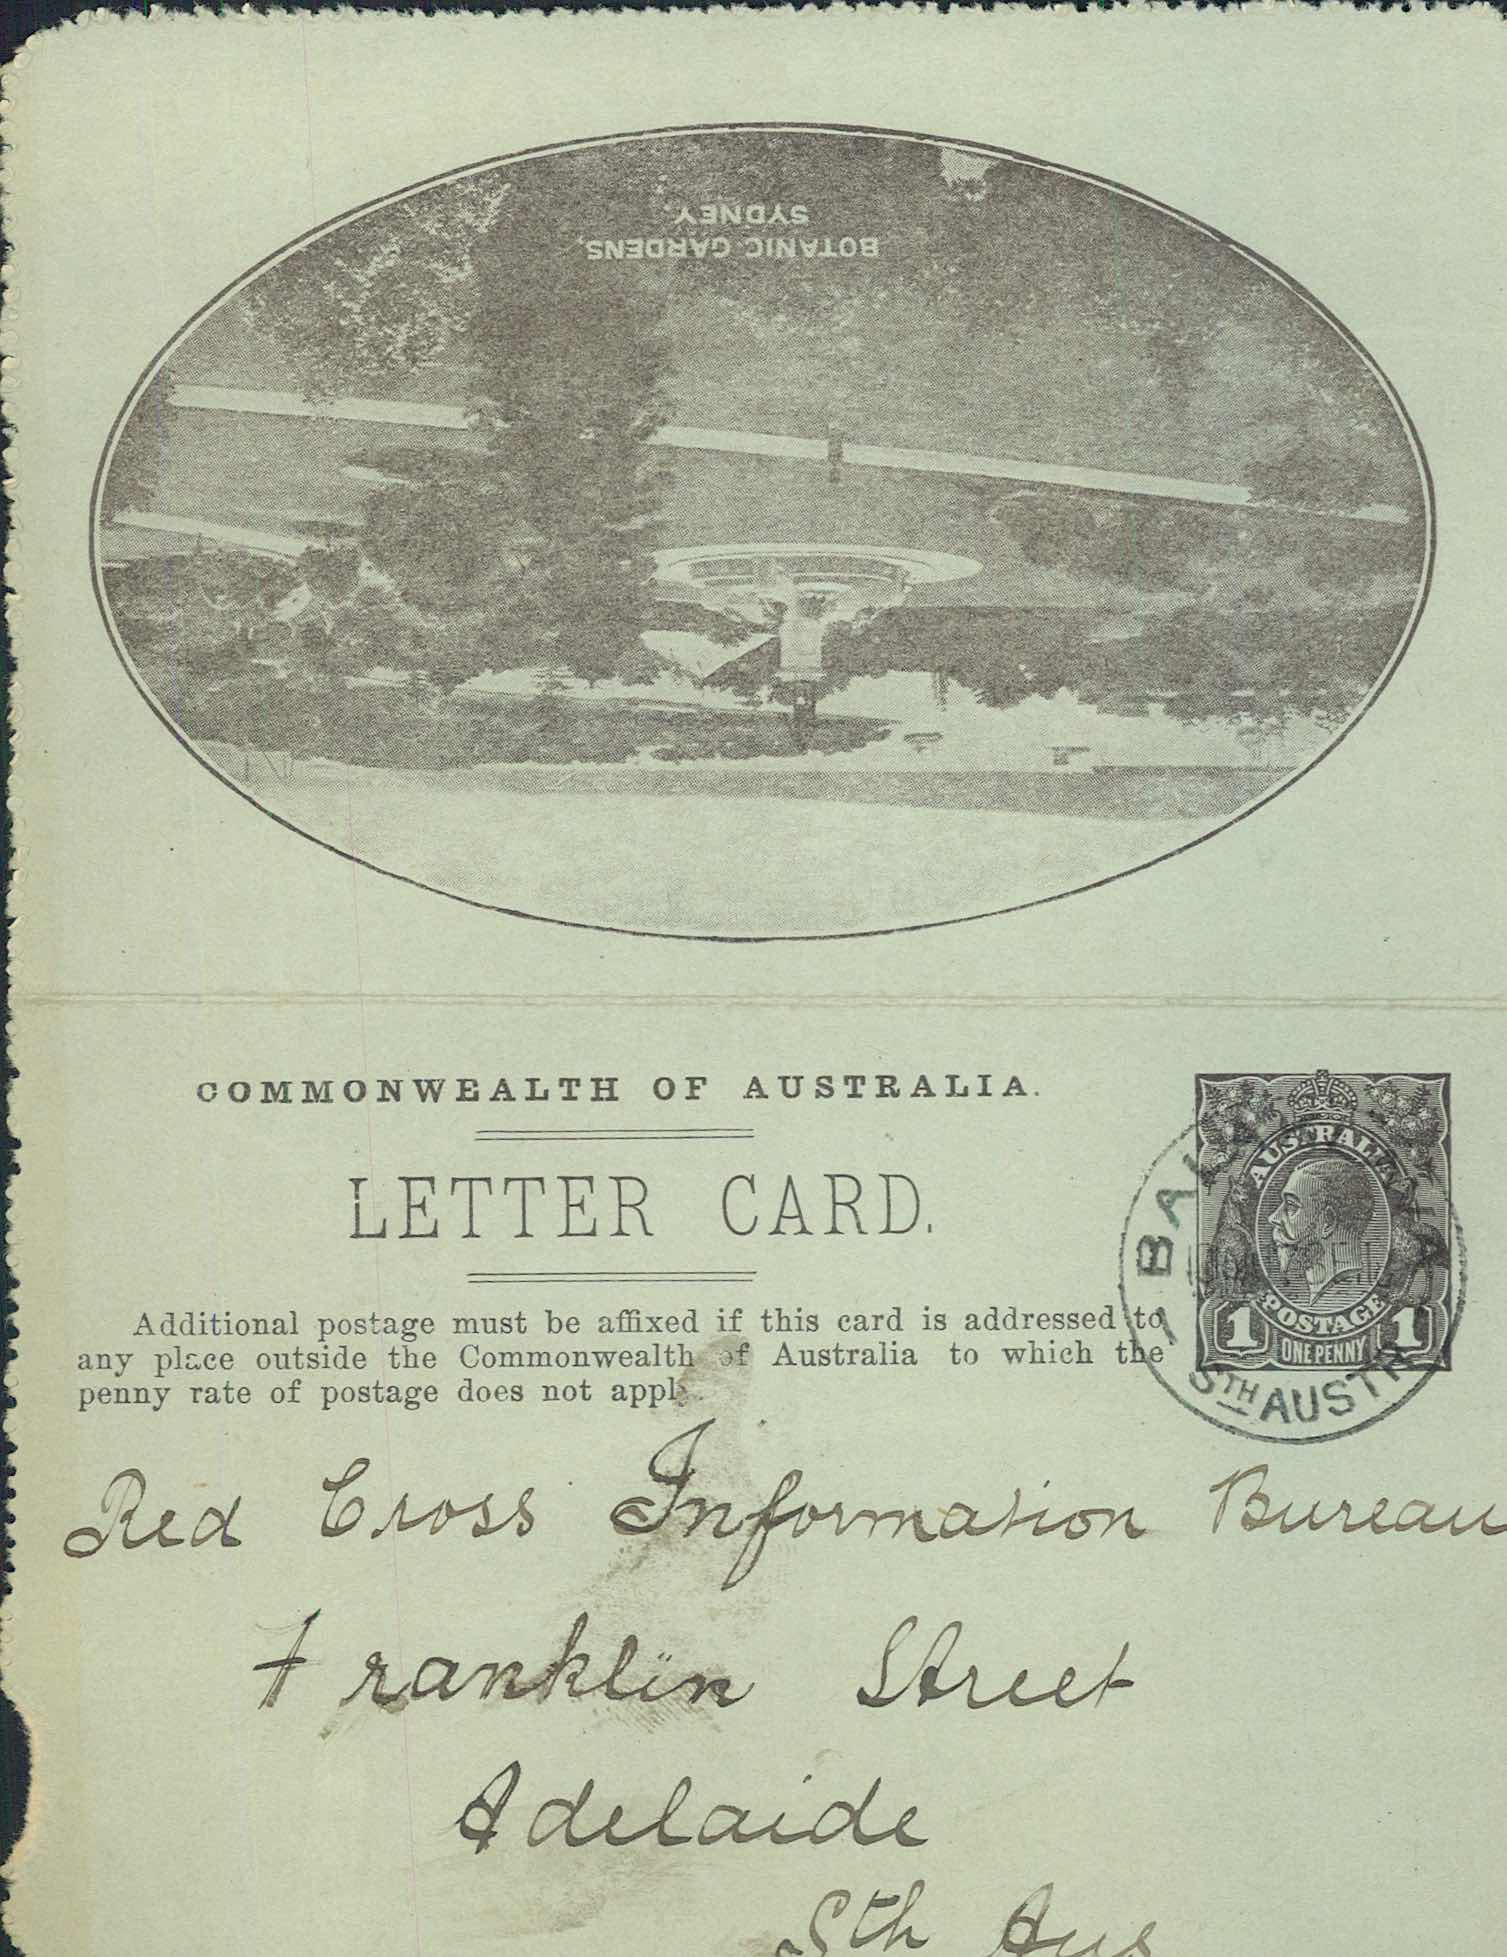 BOTANIC GARDENS,
SYDNEY.
COMMONWEALTH OF AUSTRALIA.
LETTER CARD.
Additional postage must be affixed if this card is addressed to
any place outside the Commonwealth of Australia to which the
penny rate of postage does not apply.
AUSTRALIA
POSTAGE
1 ONE PENNY 1
STH AUSTRALIA
Red Cross Information Bureau
Franklin Street
Adelaide
Sth Aus